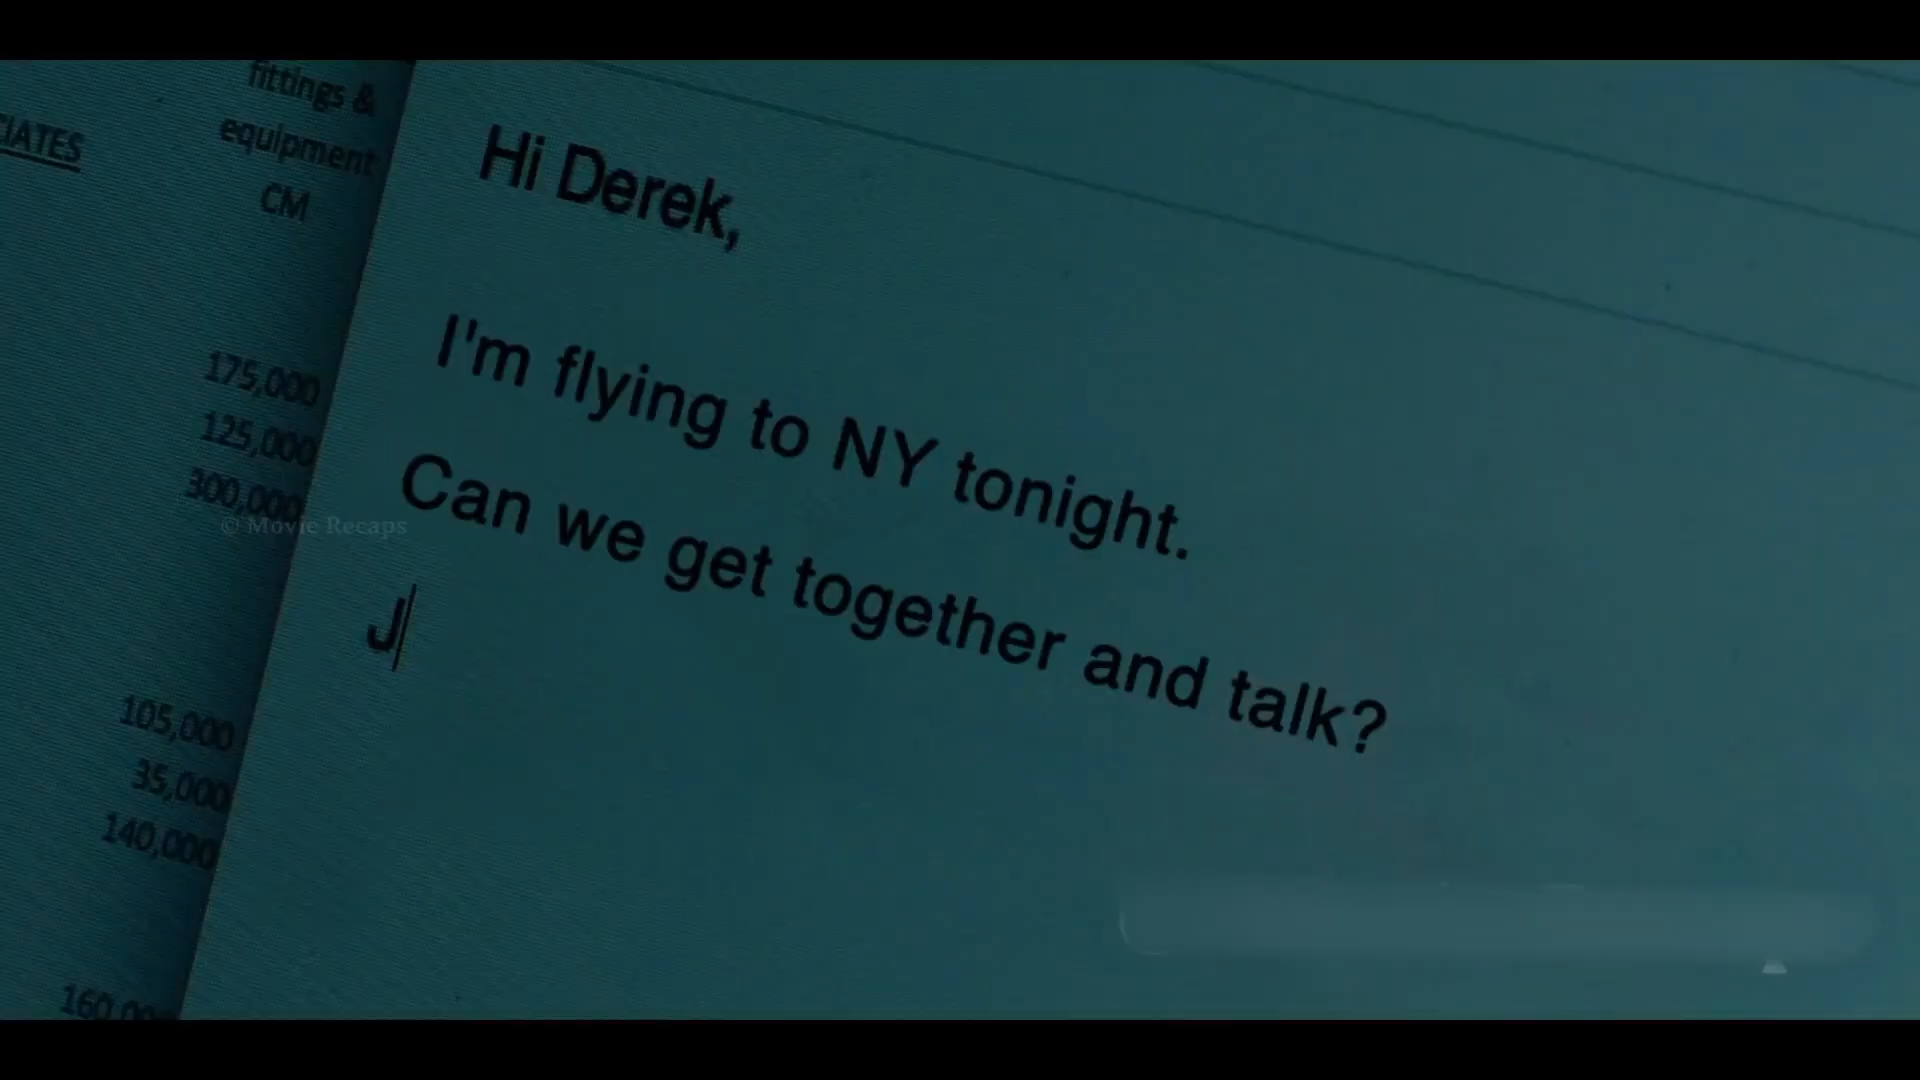 fittings &
equipment
CM
CIATES
175,000
125,000
300,000
105,000
35,000
140,000
Hi Derek,
I'm flying to NY tonight.
Can we get together and talk?
J
© Movie Recaps